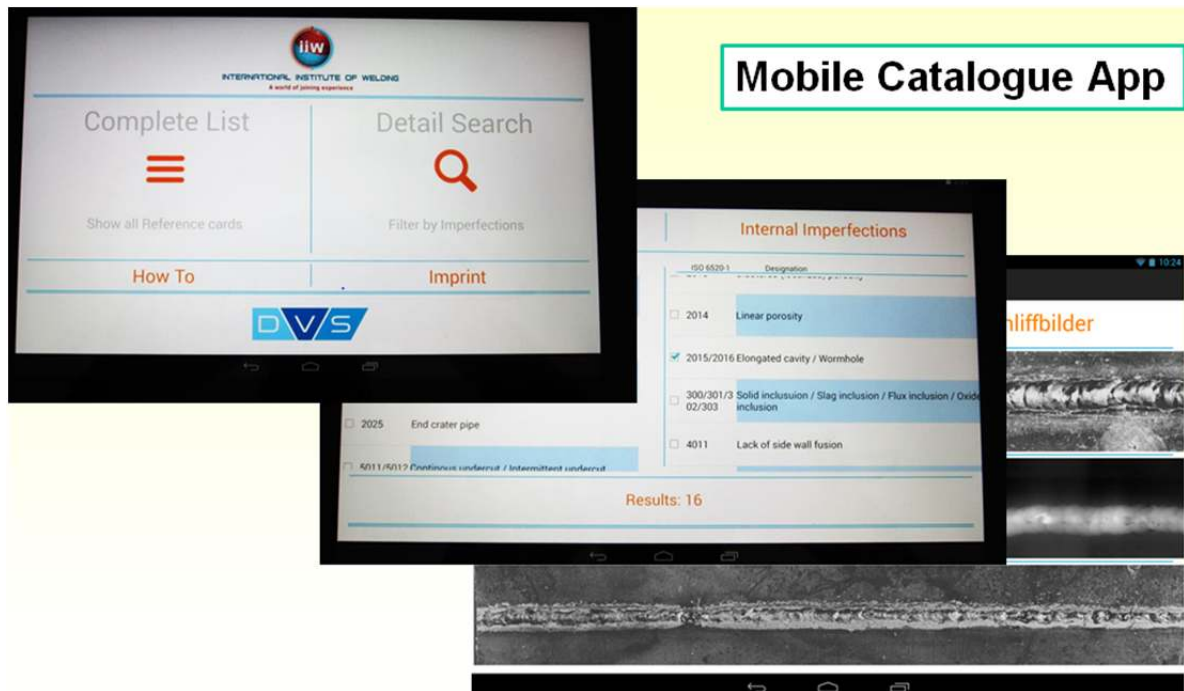 Mobile Catalogue App
iiw
INTERNATIONAL INSTITUTE OF WELDING
A world of joining experience
Complete List
Detail Search
Show all Reference cards
Filter by Imperfections
How To
Imprint
DVS
Internal Imperfections
ISO 6520-1 Designation
2014 Linear porosity
2015/2016 Elongated cavity / Wormhole
300/301/3 Solid inclusuion / Slag inclusion / Flux inclusion / Oxide
02/303 inclusion
4011 Lack of side wall fusion
2025 End crater pipe
5011/5012 Continous undercut / Intermittent undercut
Results: 16
10:24
nliffbilder